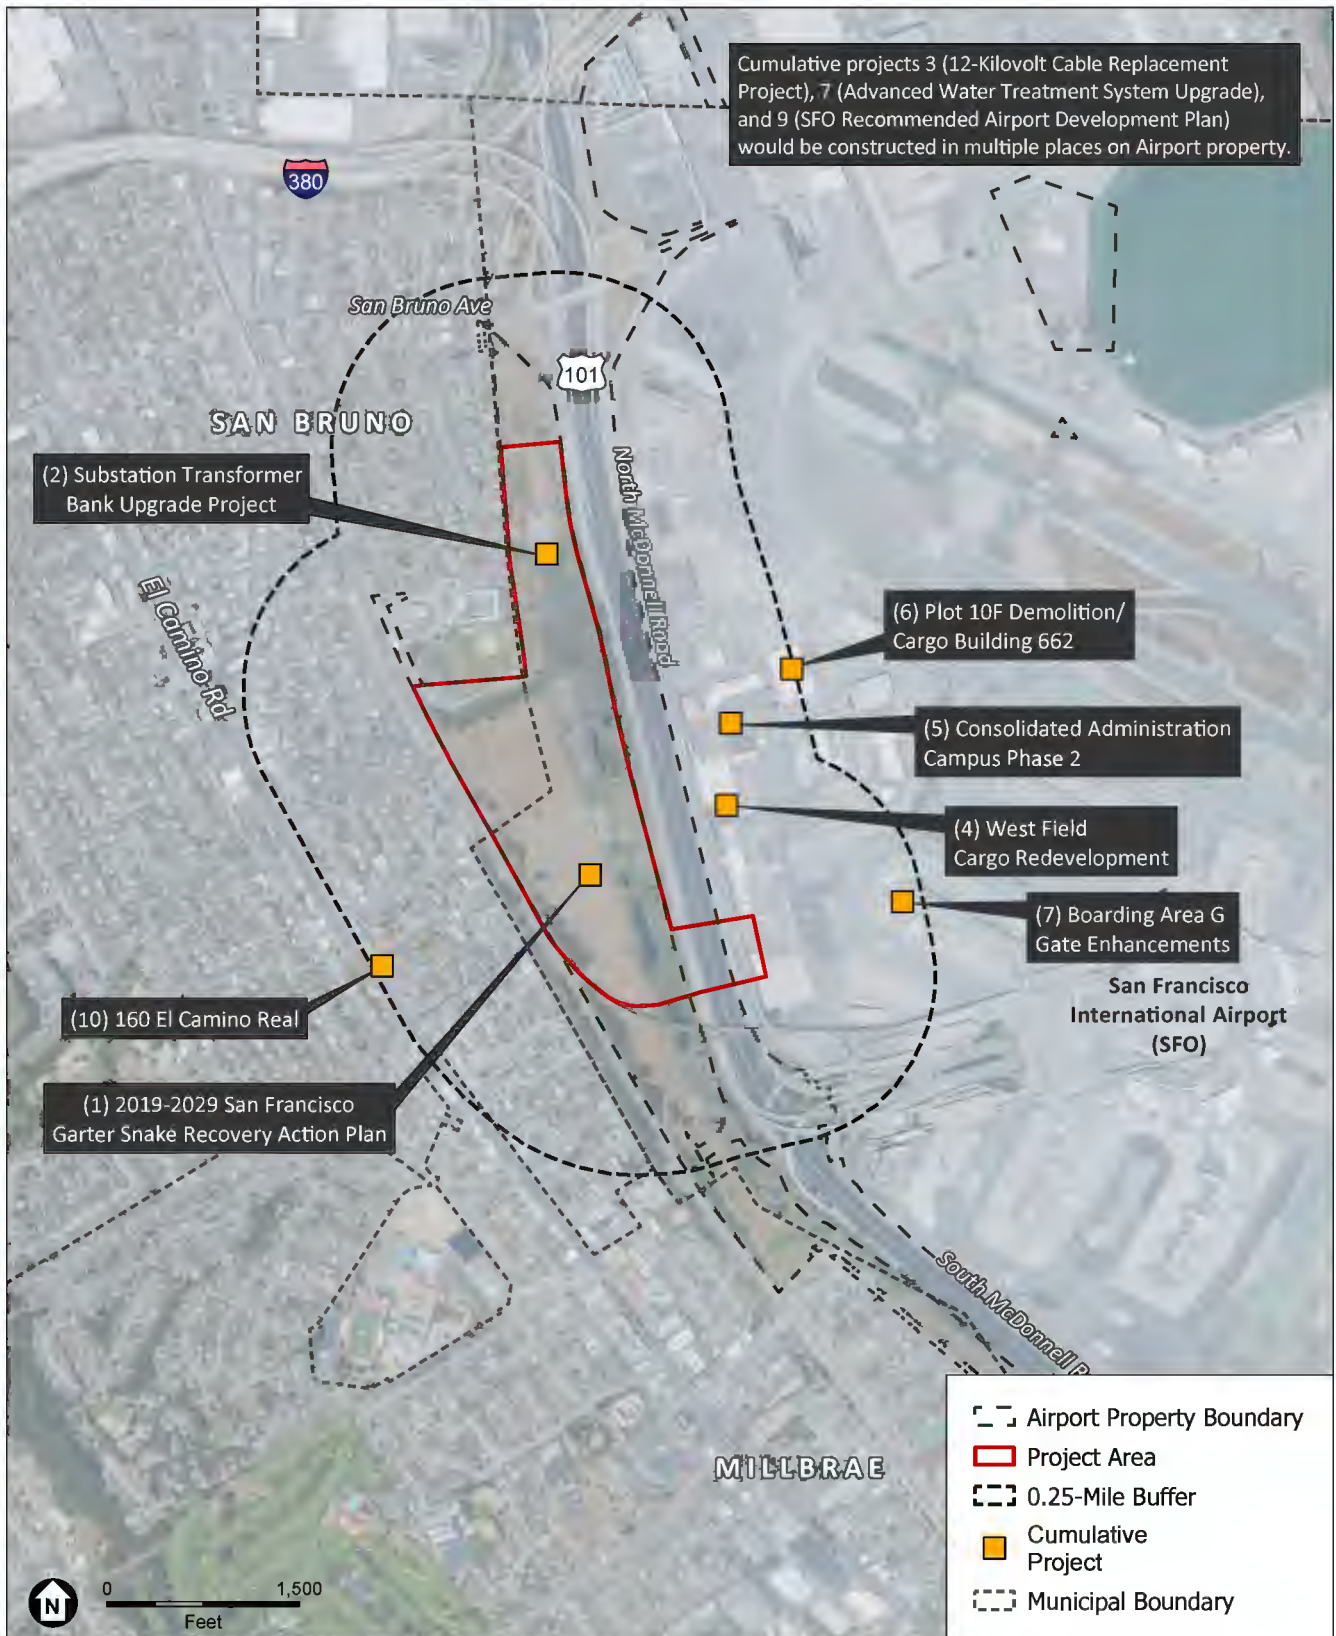 Cumulative projects 3 (12-Kilovolt Cable Replacement
Project), 7 (Advanced Water Treatment System Upgrade),
and 9 (SFO Recommended Airport Development Plan)
would be constructed in multiple places on Airport property.
380
San Bruno Ave
101
SAN BRUNO
(2) Substation Transformer
Bank Upgrade Project
North McDonnell Road
El Camino Rd
(6) Plot 10F Demolition/
Cargo Building 662
(5) Consolidated Administration
Campus Phase 2
(4) West Field
Cargo Redevelopment
(7) Boarding Area G
Gate Enhancements
San Francisco
International Airport
(SFO)
(10) 160 El Camino Real
(1) 2019-2029 San Francisco
Garter Snake Recovery Action Plan
South McDonnell R
MILLBRAE
Airport Property Boundary
Project Area
0.25-Mile Buffer
Cumulative
Project
Municipal Boundary
N
0 1,500
Feet